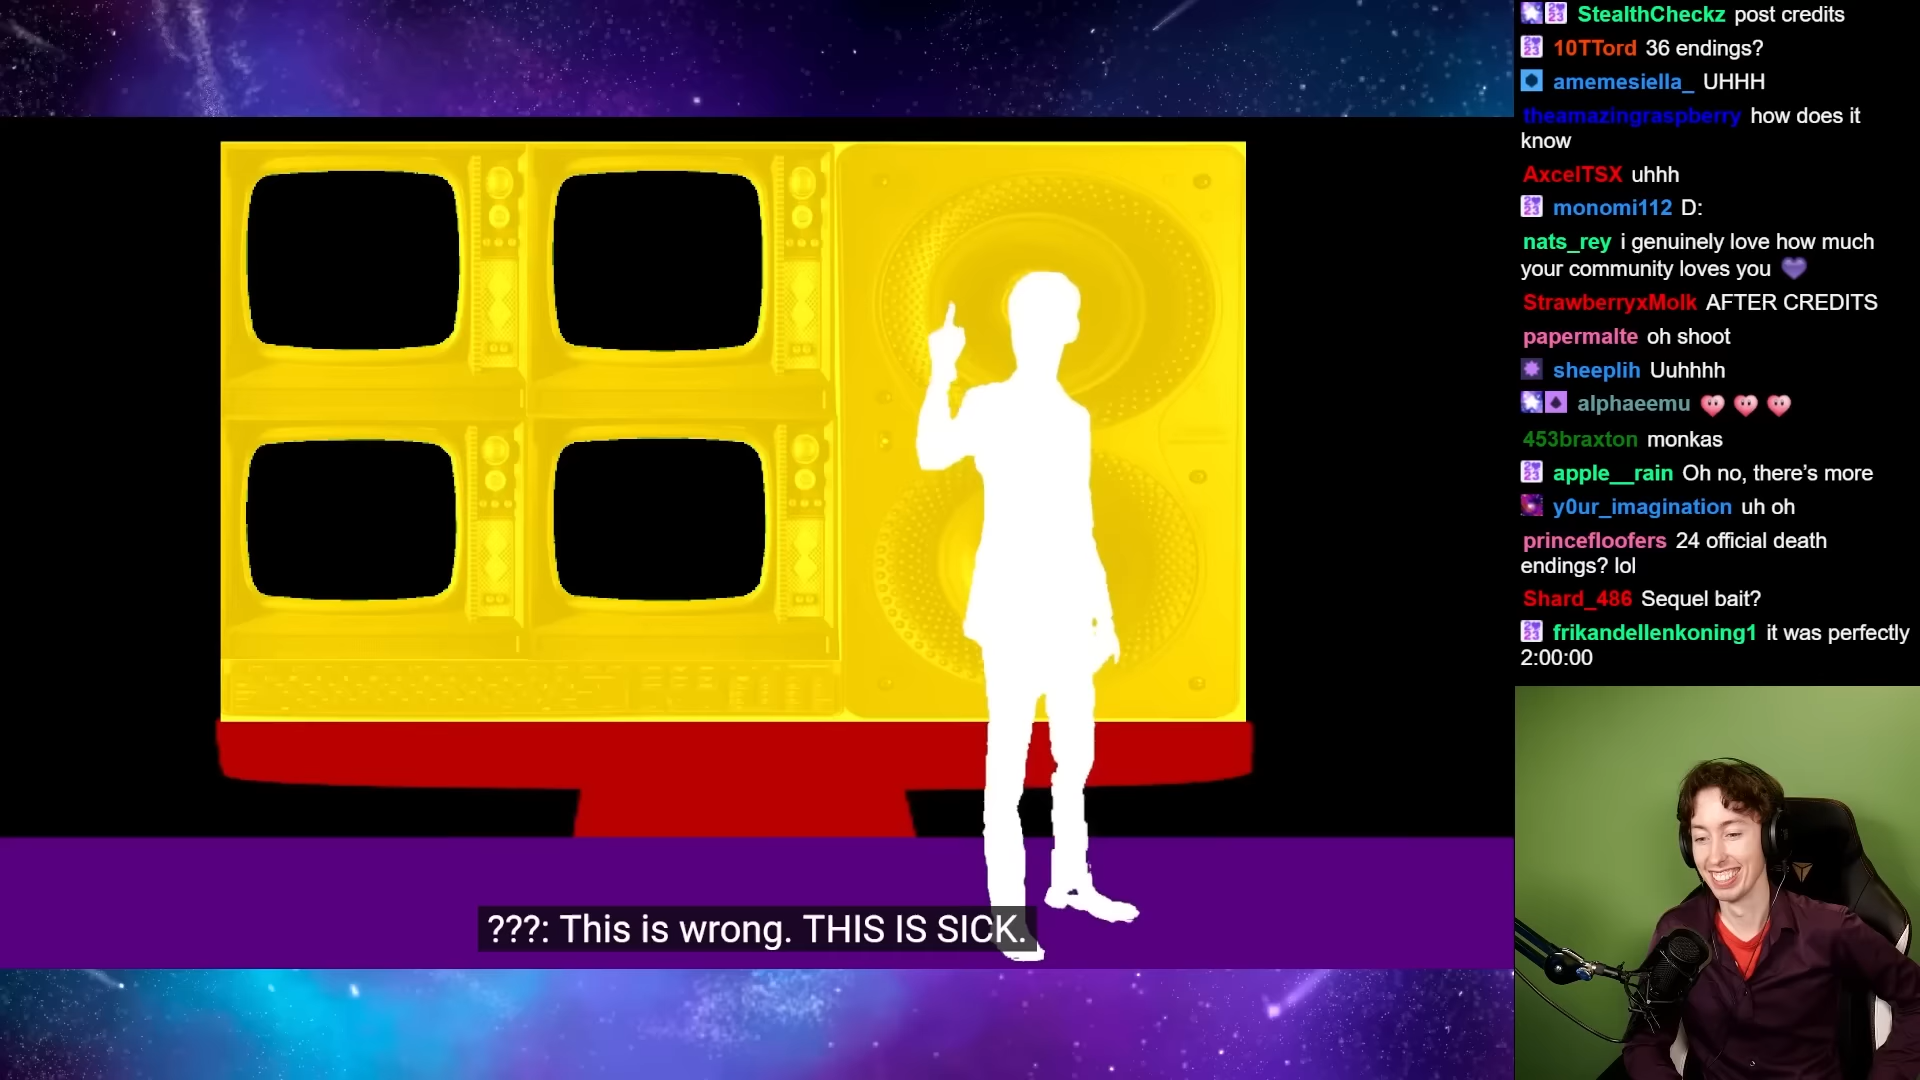 StealthCheckz post credits
10TTord 36 endings?
amemesiella_ UHHH
theamazingraspberry how does it
know
AxcelTSX uhhh
monomi112 D:
nats_rey i genuinely love how much
your community loves you 💜
StrawberryxMolk AFTER CREDITS
papermalte oh shoot
sheeplih Uuhhhh
alphaeemu
453braxton monkas
apple__rain Oh no, there’s more
y0ur_imagination uh oh
princefloofers 24 official death
endings? lol
Shard_486 Sequel bait?
frikandellenkoning1 it was perfectly
2:00:00
???: This is wrong. THIS IS SICK.